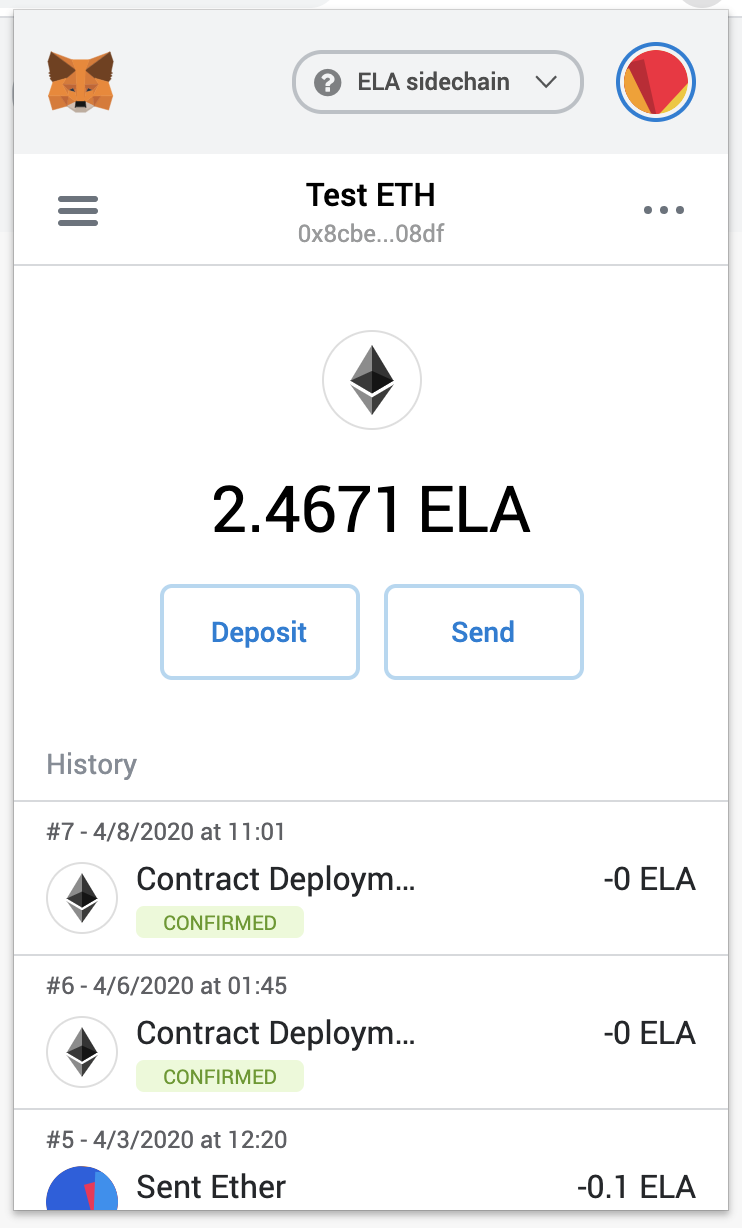 ? ELA sidechain
Test ETH
0x8cbe...08df
2.4671 ELA
Deposit Send
History
#7 - 4/8/2020 at 11:01
Contract Deploym... -0 ELA
CONFIRMED
#6 - 4/6/2020 at 01:45
Contract Deploym... -0 ELA
CONFIRMED
#5 - 4/3/2020 at 12:20
Sent Ether -0.1 ELA